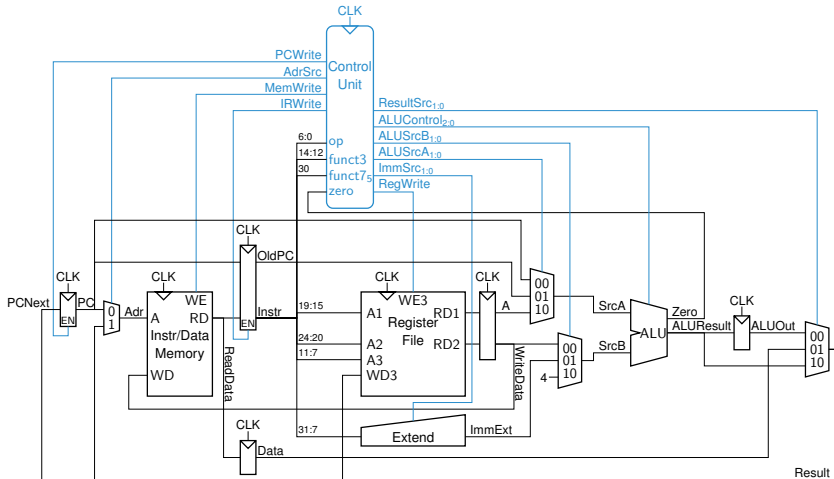 CLK
PCWrite
AdrSrc
MemWrite
IRWrite
Control
Unit
ResultSrc1:0
ALUControl2:0
ALUSrcB1:0
ALUSrcA1:0
ImmSrc1:0
RegWrite
6:0
op
14:12
funct3
30
funct75
zero
CLK
OldPC
PCNext
CLK
PC
EN
0
1
Adr
CLK
WE
A
RD
Instr/Data
Memory
WD
ReadData
EN
Instr
19:15
24:20
11:7
CLK
WE3
A1
RD1
Register
File
A2
RD2
A3
WD3
CLK
A
WriteData
00
01
10
SrcA
00
01
10
4
SrcB
ALU
Zero
ALUResult
CLK
ALUOut
00
01
10
31:7
Extend
ImmExt
CLK
Data
Result